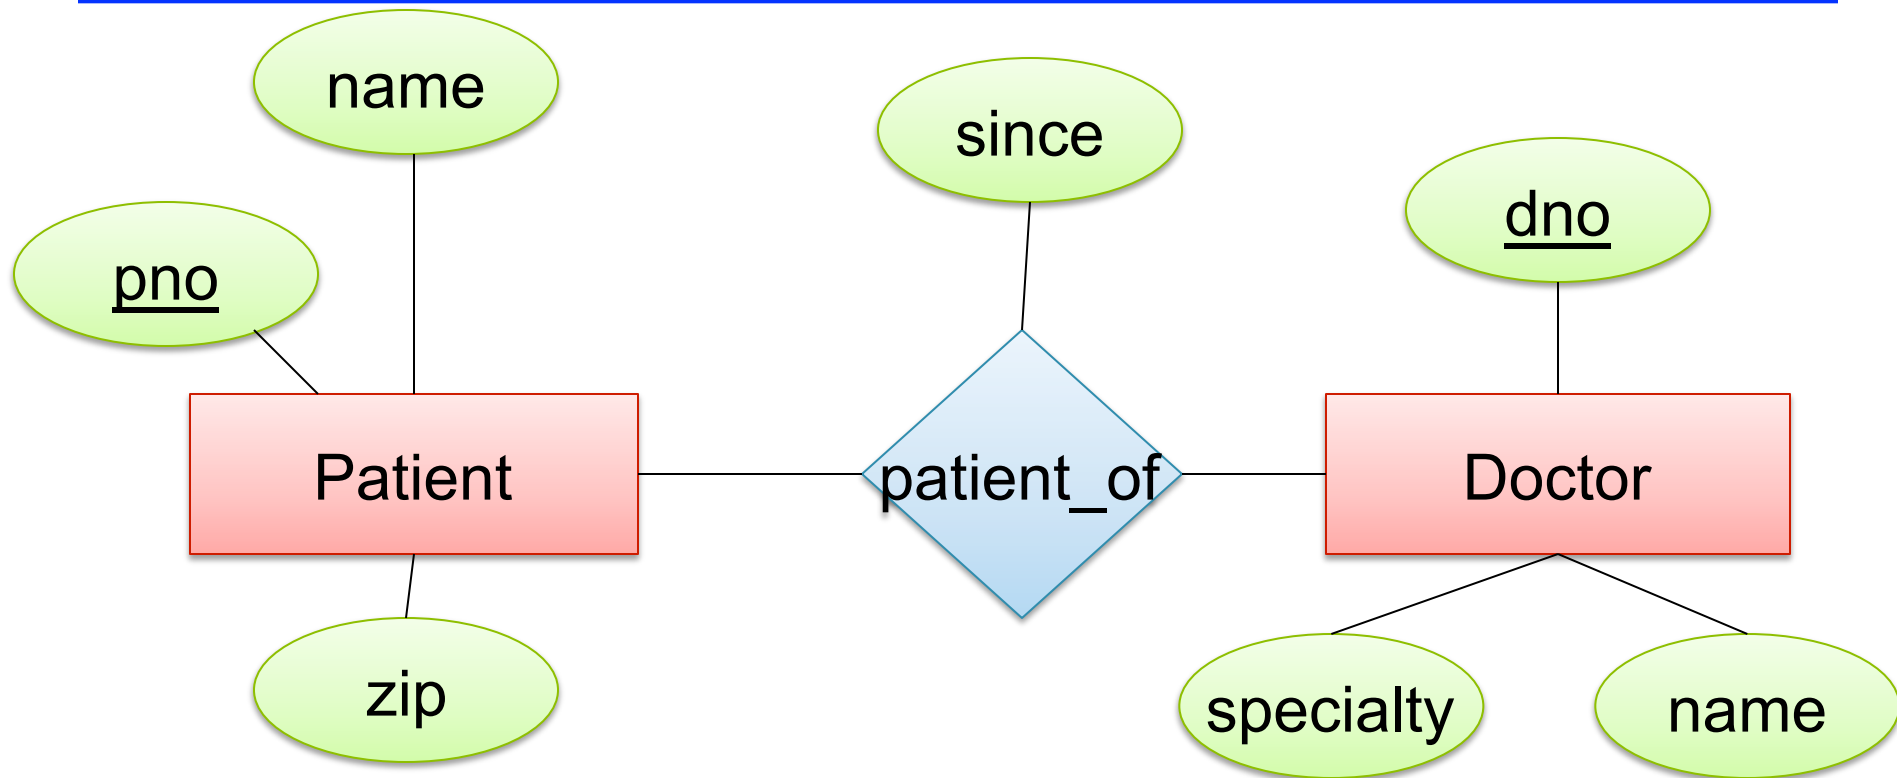 name
since
dno
pno
Patient
patient_of
Doctor
zip
specialty
name